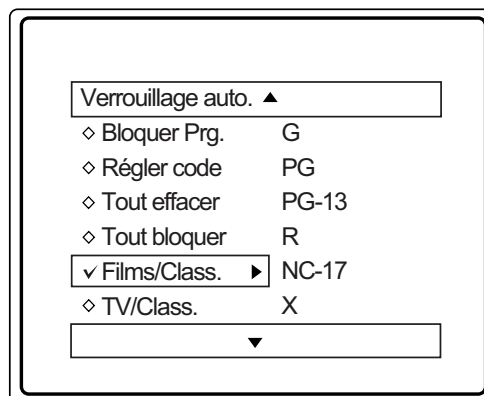 Verrouillage auto. ▲
◇ Bloquer Prg. G
◇ Régler code PG
◇ Tout effacer PG-13
◇ Tout bloquer R
✓ Films/Class. ▶ NC-17
◇ TV/Class. X
▼